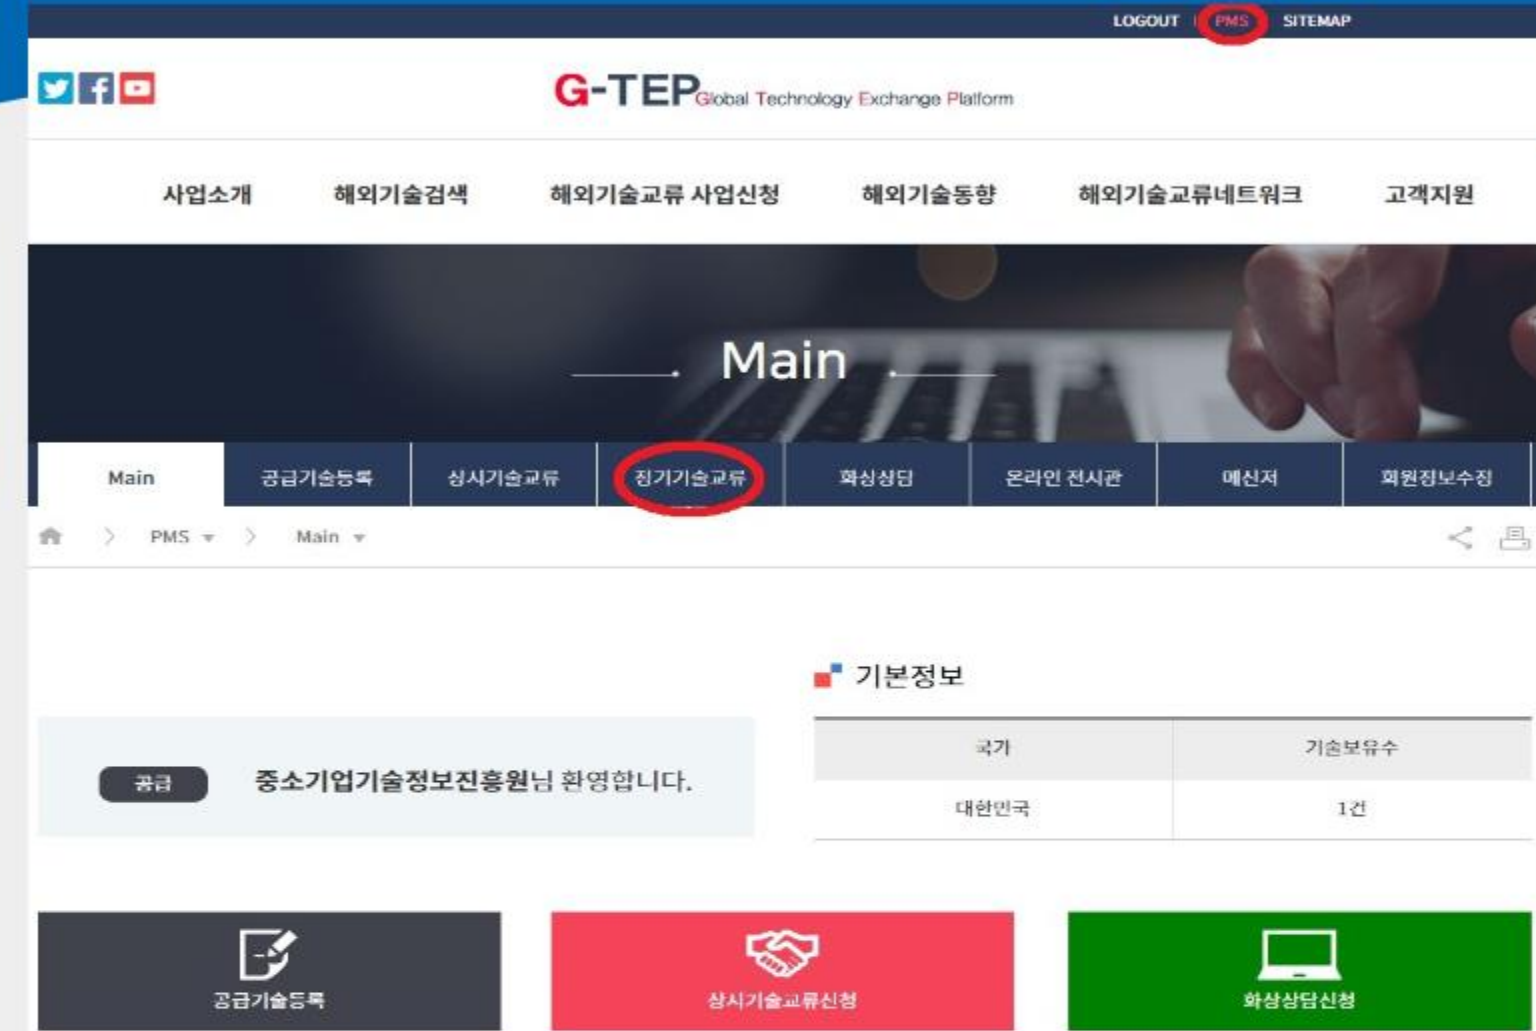 LOGOUT | PMS SITEMAP
G-TEP Global Technology Exchange Platform
사업소개 해외기술검색 해외기술교류 사업신청 해외기술동향 해외기술교류네트워크 고객지원
Main
Main 공급기술등록 상시기술교류 정기기술교류 화상상담 온라인 전시관 메신저 회원정보수정
PMS Main
기본정보
국가 기술보유수
공급 중소기업기술정보진흥원님 환영합니다.
대한민국 1건
공급기술등록 상시기술교류신청 화상상담신청